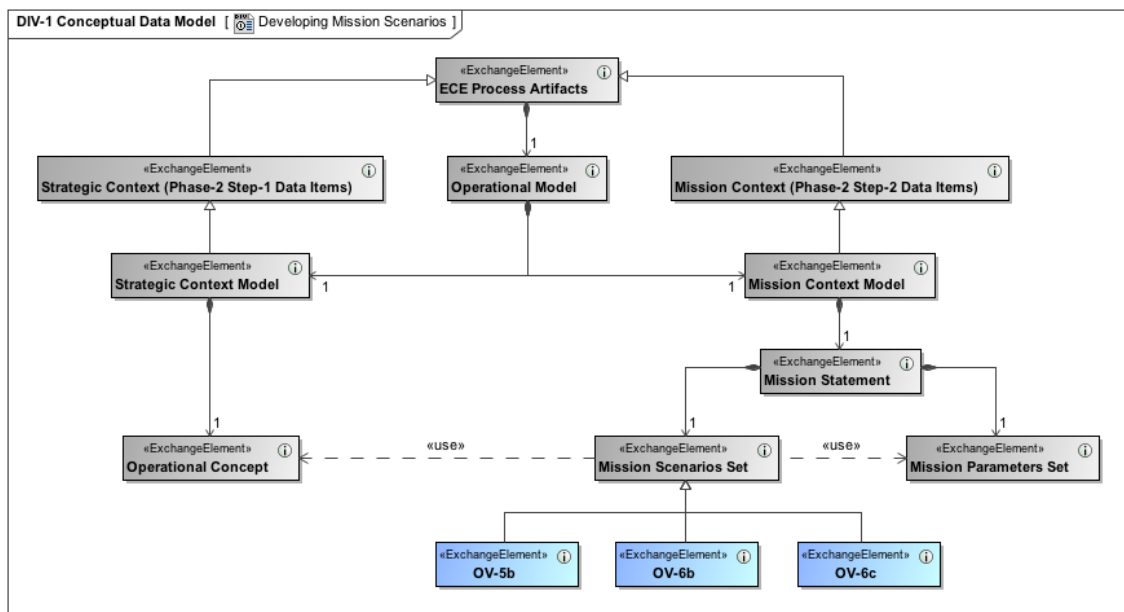 DIV-1 Conceptual Data Model [ Developing Mission Scenarios ]
«ExchangeElement»
ECE Process Artifacts
1
«ExchangeElement»
Strategic Context (Phase-2 Step-1 Data Items)
«ExchangeElement»
Operational Model
«ExchangeElement»
Mission Context (Phase-2 Step-2 Data Items)
«ExchangeElement»
Strategic Context Model
1
1
«ExchangeElement»
Mission Context Model
1
«ExchangeElement»
Mission Statement
1
1
1
«ExchangeElement»
Operational Concept
«use»
«ExchangeElement»
Mission Scenarios Set
«use»
«ExchangeElement»
Mission Parameters Set
«ExchangeElement»
OV-5b
«ExchangeElement»
OV-6b
«ExchangeElement»
OV-6c